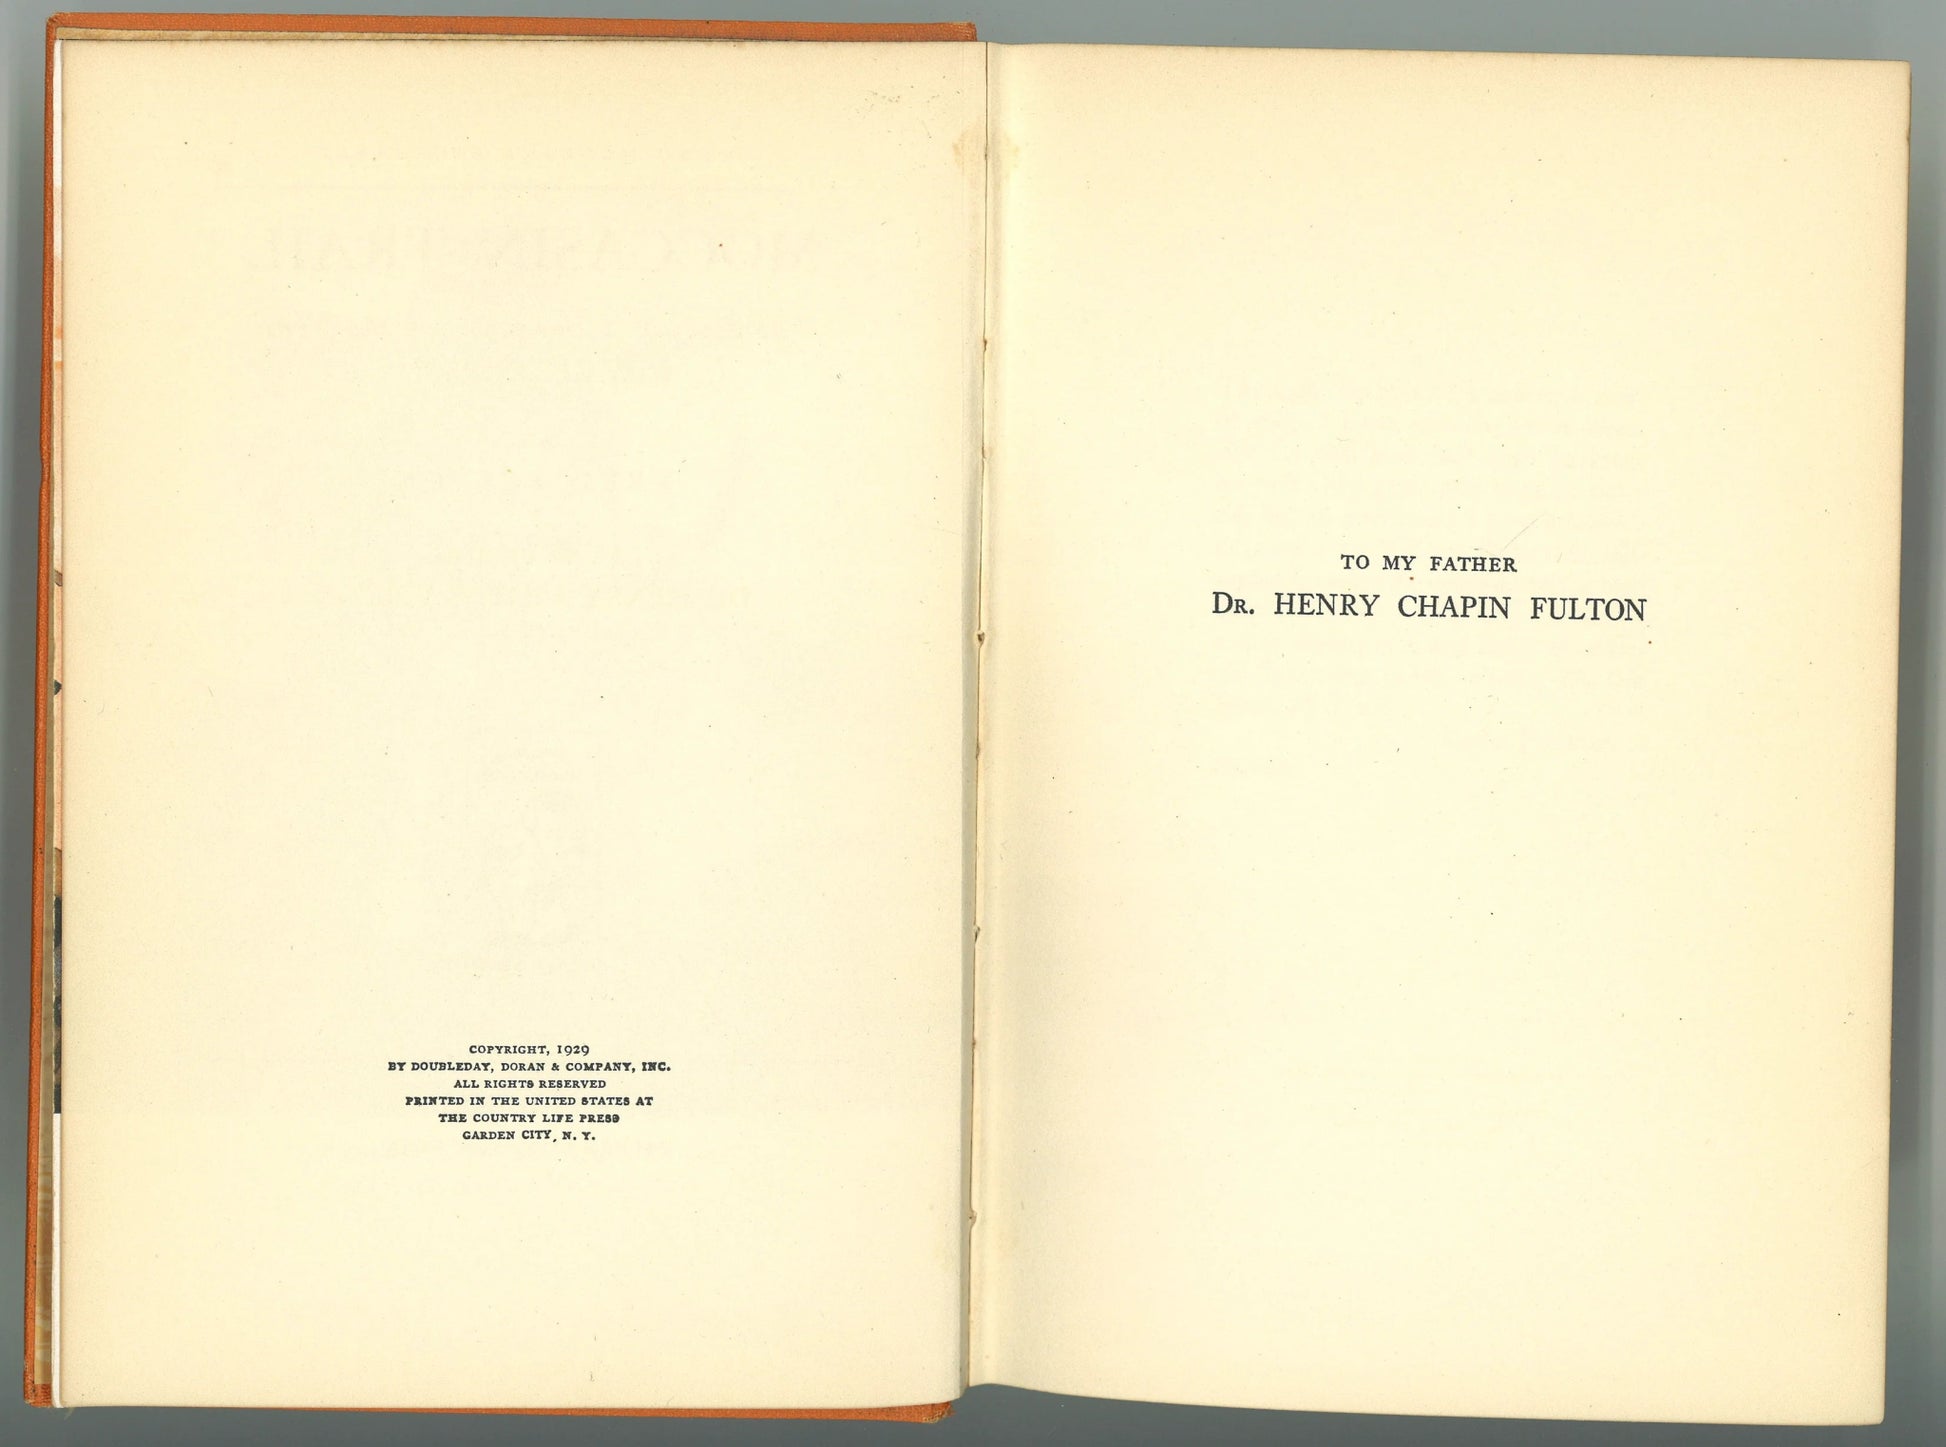 COPYRIGHT, 1929
BY DOUBLEDAY, DORAN & COMPANY, INC.
ALL RIGHTS RESERVED
PRINTED IN THE UNITED STATES AT
THE COUNTRY LIFE PRESS
GARDEN CITY, N. Y.
TO MY FATHER
DR. HENRY CHAPIN FULTON